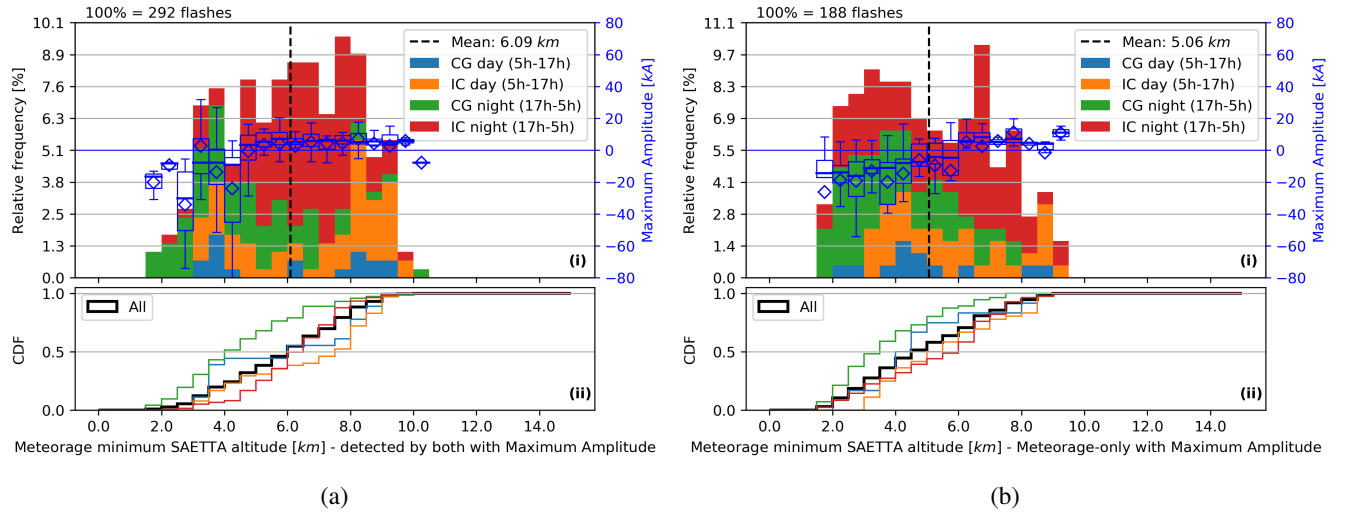 100% = 292 flashes
10.1
8.9
7.6
6.3
5.1
3.8
2.5
1.3
0.0
Relative frequency [%]
80
60
40
20
0
−20
−40
−60
−80
Maximum Amplitude [kA]
Mean: 6.09 km
CG day (5h-17h)
IC day (5h-17h)
CG night (17h-5h)
IC night (17h-5h)
(i)
1.0
0.5
0.0
CDF
All
(ii)
0.0 2.0 4.0 6.0 8.0 10.0 12.0 14.0
Meteorage minimum SAETTA altitude [km] - detected by both with Maximum Amplitude
(a)
100% = 188 flashes
11.1
9.7
8.3
6.9
5.5
4.1
2.8
1.4
0.0
Relative frequency [%]
80
60
40
20
0
−20
−40
−60
−80
Maximum Amplitude [kA]
Mean: 5.06 km
CG day (5h-17h)
IC day (5h-17h)
CG night (17h-5h)
IC night (17h-5h)
(i)
1.0
0.5
0.0
CDF
All
(ii)
0.0 2.0 4.0 6.0 8.0 10.0 12.0 14.0
Meteorage minimum SAETTA altitude [km] - Meteorage-only with Maximum Amplitude
(b)